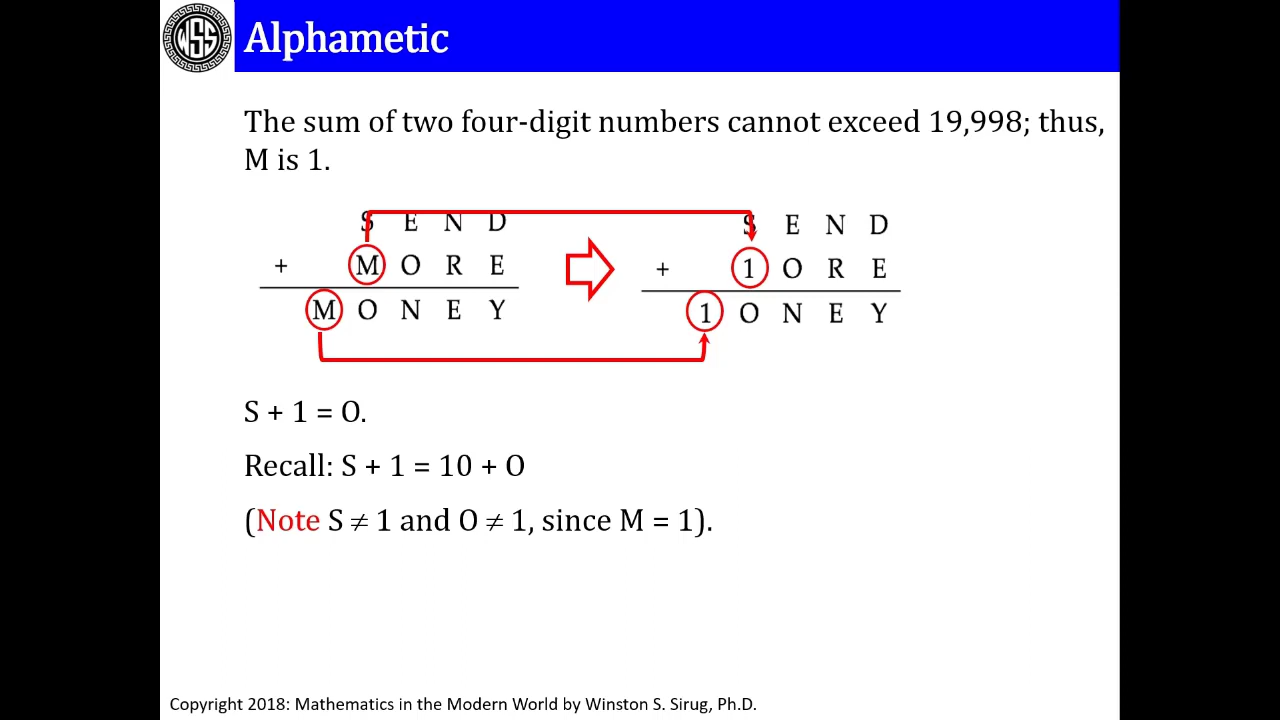 WSS
Alphametic
The sum of two four-digit numbers cannot exceed 19,998; thus,
M is 1.
S E N D
+ M O R E
M O N E Y
S E N D
+ 1 O R E
1 O N E Y
S + 1 = O.
Recall: S + 1 = 10 + O
(Note S ≠ 1 and O ≠ 1, since M = 1).
Copyright 2018: Mathematics in the Modern World by Winston S. Sirug, Ph.D.